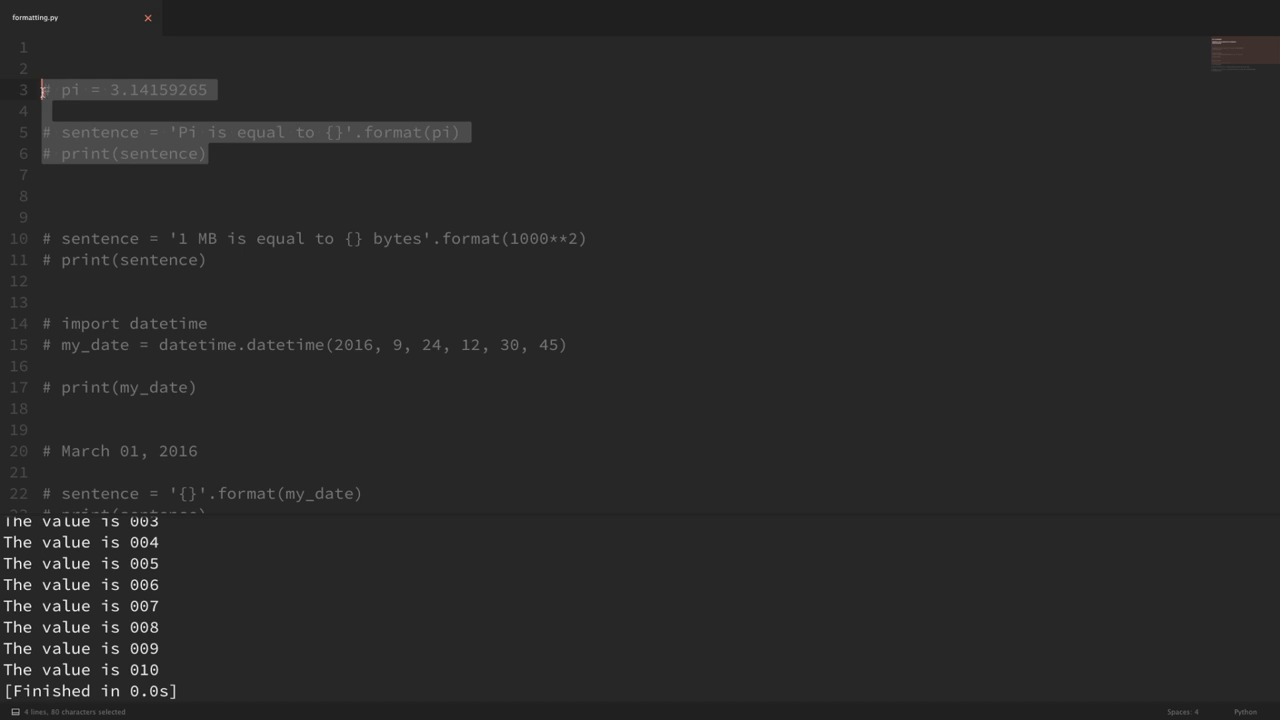 formatting.py
1
2
3 # pi = 3.14159265
4
5 # sentence = 'Pi is equal to {}'.format(pi)
6 # print(sentence)
7
8
9
10 # sentence = '1 MB is equal to {} bytes'.format(1000**2)
11 # print(sentence)
12
13
14 # import datetime
15 # my_date = datetime.datetime(2016, 9, 24, 12, 30, 45)
16
17 # print(my_date)
18
19
20 # March 01, 2016
21
22 # sentence = '{}'.format(my_date)
23 # print(sentence)
The value is 003
The value is 004
The value is 005
The value is 006
The value is 007
The value is 008
The value is 009
The value is 010
[Finished in 0.0s]
4 lines, 80 characters selected
Spaces: 4
Python